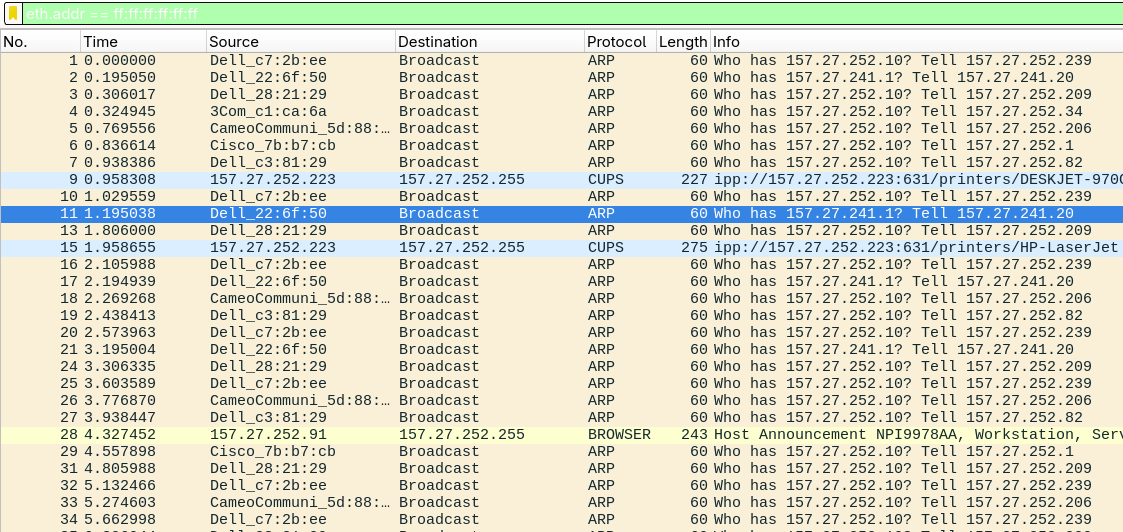 eth.addr == ff:ff:ff:ff:ff:ff
No. Time Source Destination Protocol Length Info
1 0.000000 Dell_c7:2b:ee Broadcast ARP 60 Who has 157.27.252.10? Tell 157.27.252.239
2 0.195050 Dell_22:6f:50 Broadcast ARP 60 Who has 157.27.241.1? Tell 157.27.241.20
3 0.306017 Dell_28:21:29 Broadcast ARP 60 Who has 157.27.252.10? Tell 157.27.252.209
4 0.324945 3Com_c1:ca:6a Broadcast ARP 60 Who has 157.27.252.10? Tell 157.27.252.34
5 0.769556 CameoCommuni_5d:88:… Broadcast ARP 60 Who has 157.27.252.10? Tell 157.27.252.206
6 0.836614 Cisco_7b:b7:cb Broadcast ARP 60 Who has 157.27.252.10? Tell 157.27.252.1
7 0.938386 Dell_c3:81:29 Broadcast ARP 60 Who has 157.27.252.10? Tell 157.27.252.82
9 0.958308 157.27.252.223 157.27.252.255 CUPS 227 ipp://157.27.252.223:631/printers/DESKJET-970C
10 1.029559 Dell_c7:2b:ee Broadcast ARP 60 Who has 157.27.252.10? Tell 157.27.252.239
11 1.195038 Dell_22:6f:50 Broadcast ARP 60 Who has 157.27.241.1? Tell 157.27.241.20
13 1.806000 Dell_28:21:29 Broadcast ARP 60 Who has 157.27.252.10? Tell 157.27.252.209
15 1.958655 157.27.252.223 157.27.252.255 CUPS 275 ipp://157.27.252.223:631/printers/HP-LaserJet
16 2.105988 Dell_c7:2b:ee Broadcast ARP 60 Who has 157.27.252.10? Tell 157.27.252.239
17 2.194939 Dell_22:6f:50 Broadcast ARP 60 Who has 157.27.241.1? Tell 157.27.241.20
18 2.269268 CameoCommuni_5d:88:… Broadcast ARP 60 Who has 157.27.252.10? Tell 157.27.252.206
19 2.438413 Dell_c3:81:29 Broadcast ARP 60 Who has 157.27.252.10? Tell 157.27.252.82
20 2.573963 Dell_c7:2b:ee Broadcast ARP 60 Who has 157.27.252.10? Tell 157.27.252.239
21 3.195004 Dell_22:6f:50 Broadcast ARP 60 Who has 157.27.241.1? Tell 157.27.241.20
24 3.306335 Dell_28:21:29 Broadcast ARP 60 Who has 157.27.252.10? Tell 157.27.252.209
25 3.603589 Dell_c7:2b:ee Broadcast ARP 60 Who has 157.27.252.10? Tell 157.27.252.239
26 3.776870 CameoCommuni_5d:88:… Broadcast ARP 60 Who has 157.27.252.10? Tell 157.27.252.206
27 3.938447 Dell_c3:81:29 Broadcast ARP 60 Who has 157.27.252.10? Tell 157.27.252.82
28 4.327452 157.27.252.91 157.27.252.255 BROWSER 243 Host Announcement NPI9978AA, Workstation, Serv
29 4.557898 Cisco_7b:b7:cb Broadcast ARP 60 Who has 157.27.252.10? Tell 157.27.252.1
31 4.805988 Dell_28:21:29 Broadcast ARP 60 Who has 157.27.252.10? Tell 157.27.252.209
32 5.132466 Dell_c7:2b:ee Broadcast ARP 60 Who has 157.27.252.10? Tell 157.27.252.239
33 5.274603 CameoCommuni_5d:88:… Broadcast ARP 60 Who has 157.27.252.10? Tell 157.27.252.206
34 5.662998 Dell_c7:2b:ee Broadcast ARP 60 Who has 157.27.252.10? Tell 157.27.252.239